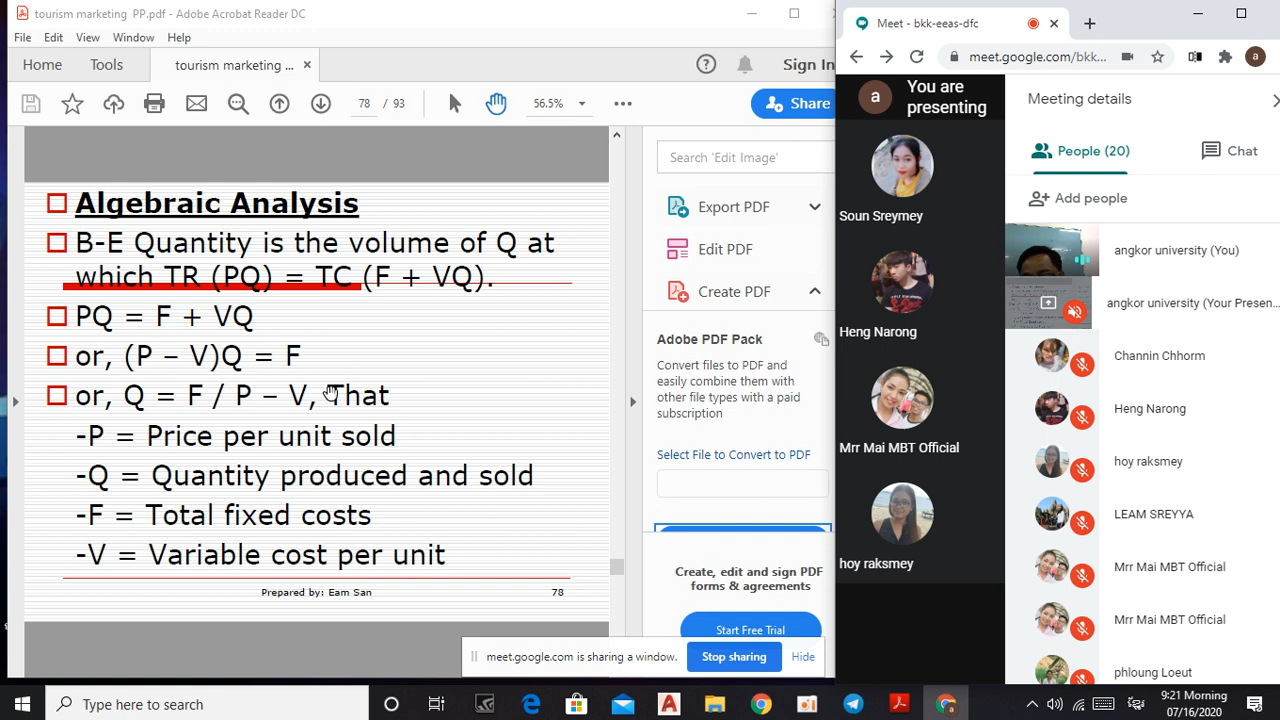 tourism marketing PP.pdf - Adobe Acrobat Reader DC
File Edit View Window Help
Home Tools tourism marketing ... × Sign In
78 / 93 56.5% Share
Algebraic Analysis
B-E Quantity is the volume of Q at
which TR (PQ) = TC (F + VQ).
PQ = F + VQ
or, (P – V)Q = F
or, Q = F / P – V, That
-P = Price per unit sold
-Q = Quantity produced and sold
-F = Total fixed costs
-V = Variable cost per unit
Prepared by: Eam San 78
Search 'Edit Image'
Export PDF
Edit PDF
Create PDF
Adobe PDF Pack
Convert files to PDF and
easily combine them with
other file types with a paid
subscription
Select File to Convert to PDF
Create, edit and sign PDF
forms & agreements
Start Free Trial
meet.google.com is sharing a window. Stop sharing Hide
Meet - bkk-eeas-dfc
meet.google.com/bkk... a
a You are
presenting
Soun Sreymey
Heng Narong
Mrr Mai MBT Official
hoy raksmey
Meeting details
People (20) Chat
Add people
angkor university (You)
angkor university (Your Presen...
Channin Chhorm
Heng Narong
hoy raksmey
LEAM SREYYA
Mrr Mai MBT Official
Mrr Mai MBT Official
phloung Loeut
Type here to search
9:21 Morning
07/16/2020